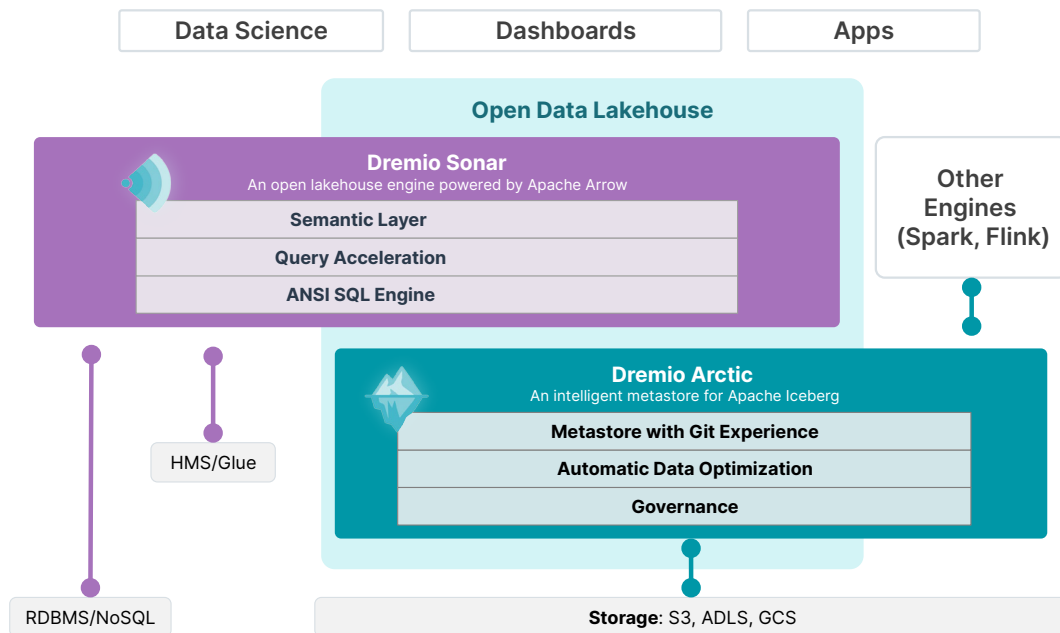 Data Science
Dashboards
Apps
Open Data Lakehouse
Dremio Sonar
An open lakehouse engine powered by Apache Arrow
Semantic Layer
Query Acceleration
ANSI SQL Engine
Other
Engines
(Spark, Flink)
Dremio Arctic
An intelligent metastore for Apache Iceberg
Metastore with Git Experience
Automatic Data Optimization
Governance
HMS/Glue
RDBMS/NoSQL
Storage: S3, ADLS, GCS